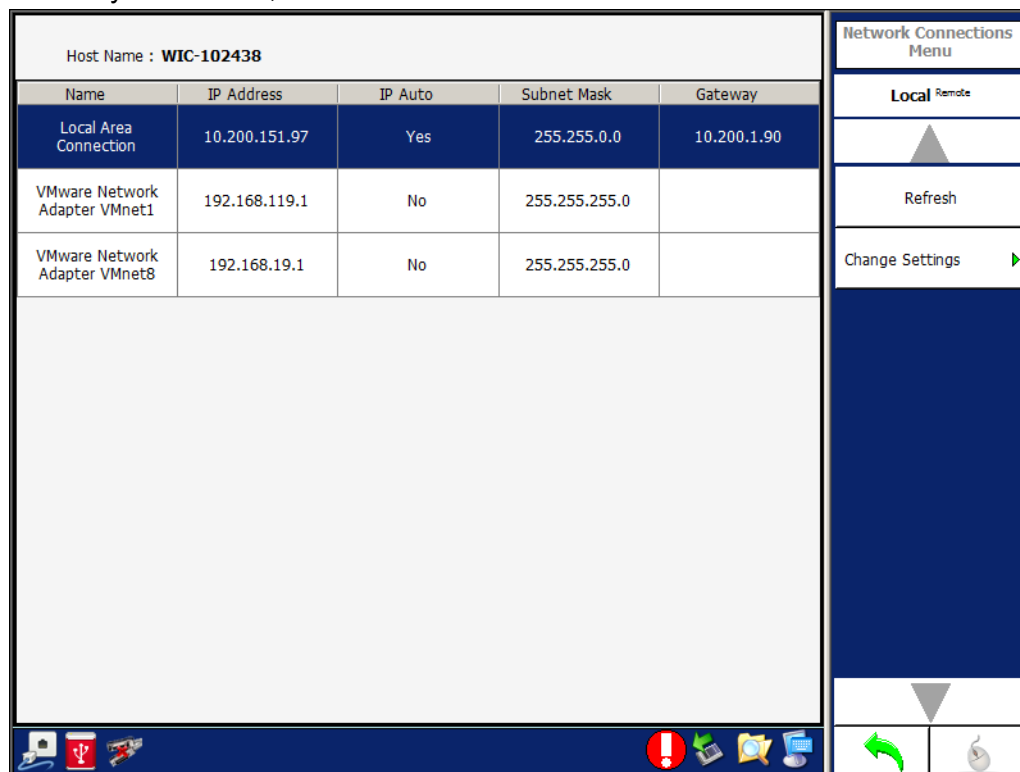 Host Name : WIC-102438
Name IP Address IP Auto Subnet Mask Gateway
Local Area
Connection
10.200.151.97 Yes 255.255.0.0 10.200.1.90
VMware Network
Adapter VMnet1
192.168.119.1 No 255.255.255.0
VMware Network
Adapter VMnet8
192.168.19.1 No 255.255.255.0
Network Connections
Menu
Local Remote
Refresh
Change Settings